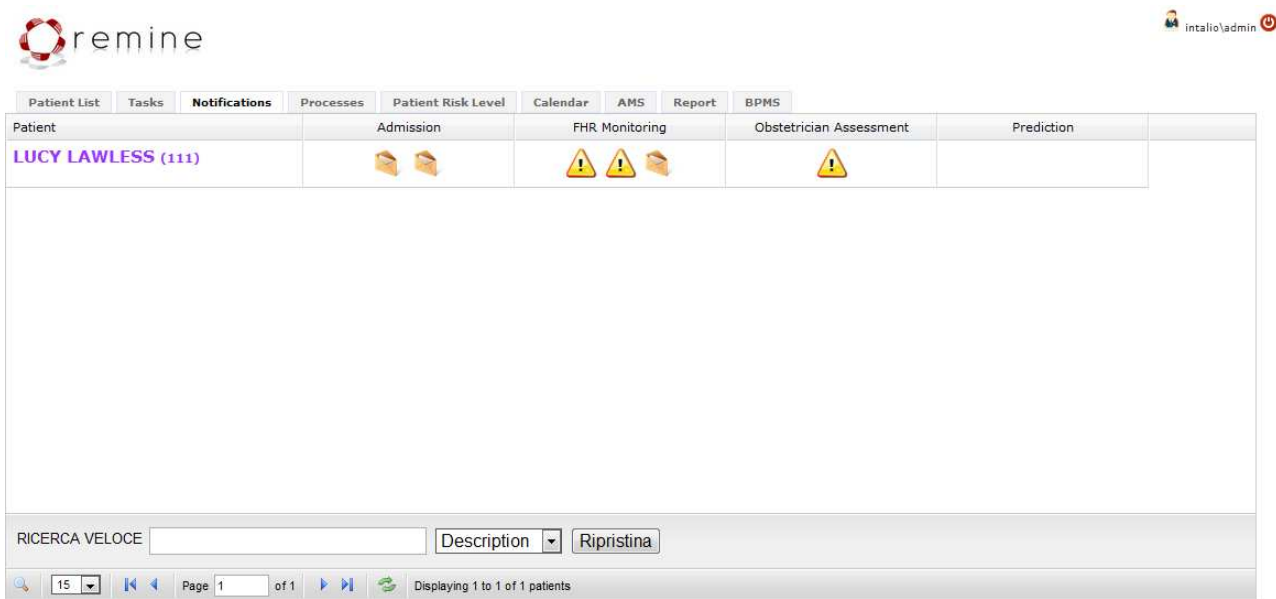 remine
intalio\admin
Patient List Tasks Notifications Processes Patient Risk Level Calendar AMS Report BPMS
Patient Admission FHR Monitoring Obstetrician Assessment Prediction
LUCY LAWLESS (111)
RICERCA VELOCE Description Ripristina
15 Page 1 of 1 Displaying 1 to 1 of 1 patients